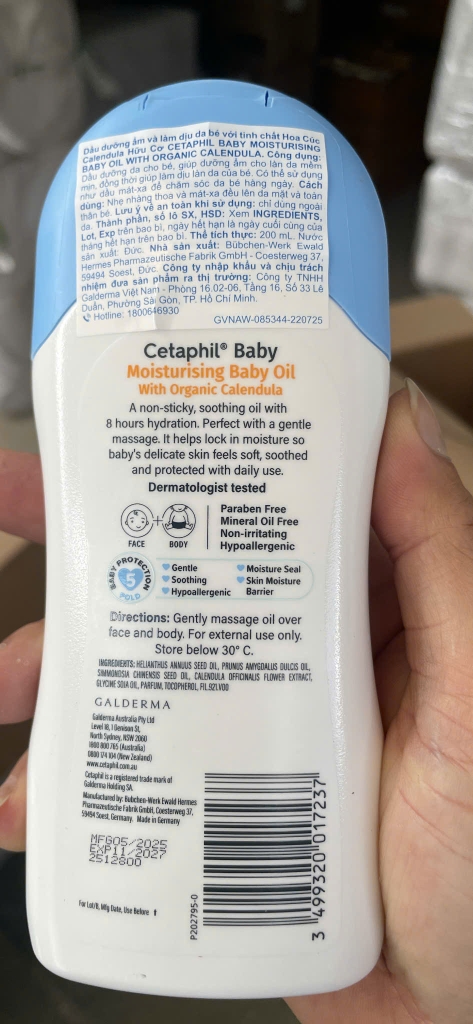 Dầu dưỡng ẩm và làm dịu da bé với tinh chất Hoa Cúc
Calendula Hữu Cơ CETAPHIL BABY MOISTURISING
BABY OIL WITH ORGANIC CALENDULA. Công dụng:
Dầu dưỡng da cho bé, giúp dưỡng ẩm cho làn da mềm
mịn, đồng thời giúp làm dịu làn da của bé. Có thể sử dụng
như dầu mát-xa để chăm sóc da bé hàng ngày. Cách
dùng: Nhẹ nhàng thoa và mát-xa đều lên da mặt và toàn
thân bé. Lưu ý về an toàn khi sử dụng: chỉ dùng ngoài
da. Thành phần, số lô SX, HSD: Xem INGREDIENTS,
Lot, Exp trên bao bì, ngày hết hạn là ngày cuối cùng của
tháng hết hạn trên bao bì. Thể tích thực: 200 mL. Nước
sản xuất: Đức. Nhà sản xuất: Bübchen-Werk Ewald
Hermes Pharmazeutische Fabrik GmbH - Coesterweg 37,
59494 Soest, Đức. Công ty nhập khẩu và chịu trách
nhiệm đưa sản phẩm ra thị trường: Công ty TNHH
Galderma Việt Nam - Phòng 16.02-06, Tầng 16, Số 33 Lê
Duẩn, Phường Sài Gòn, TP. Hồ Chí Minh.
Hotline: 1800646930
GVNAW-085344-220725
Cetaphil® Baby
Moisturising Baby Oil
With Organic Calendula
A non-sticky, soothing oil with
8 hours hydration. Perfect with a gentle
massage. It helps lock in moisture so
baby's delicate skin feels soft, soothed
and protected with daily use.
Dermatologist tested
FACE + BODY
Paraben Free
Mineral Oil Free
Non-irritating
Hypoallergenic
BABY PROTECTION
5
FOLD
Gentle
Soothing
Hypoallergenic
Moisture Seal
Skin Moisture
Barrier
Directions: Gently massage oil over
face and body. For external use only.
Store below 30° C.
INGREDIENTS: HELIANTHUS ANNUUS SEED OIL, PRUNUS AMYGDALUS DULCIS OIL,
SIMMONDSIA CHINENSIS SEED OIL, CALENDULA OFFICINALIS FLOWER EXTRACT,
GLYCINE SOJA OIL, PARFUM, TOCOPHEROL, FIL.921.V00
GALDERMA
Galderma Australia Pty Ltd
Level 18, 1 Denison St,
North Sydney, NSW 2060
1800 800 765 (Australia)
0800 174 104 (New Zealand)
www.cetaphil.com.au
Cetaphil is a registered trade mark of
Galderma Holding SA.
Manufactured by: Bübchen-Werk Ewald Hermes
Pharmazeutische Fabrik GmbH, Coesterweg 37,
59494 Soest, Germany. Made in Germany
MFG05/2025
EXP11/2027
2512800
For Lot/B, Mfg Date, Use Before ↑
P202795-0
3 499320 017237